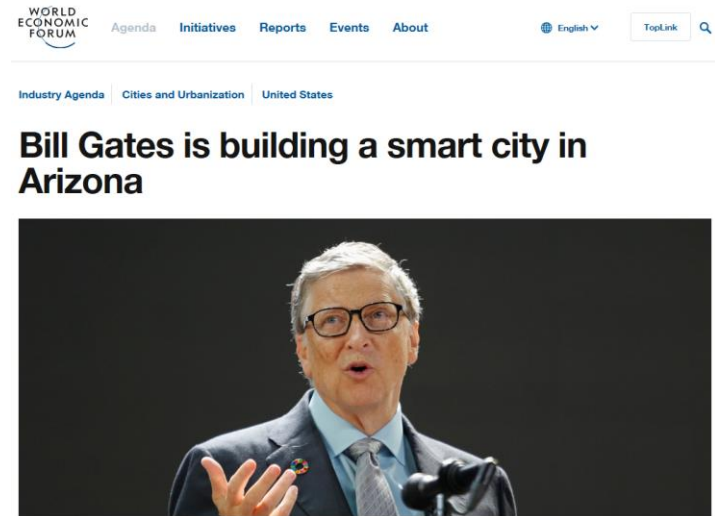 WORLD
ECONOMIC
FORUM
Agenda Initiatives Reports Events About English TopLink
Industry Agenda Cities and Urbanization United States
Bill Gates is building a smart city in
Arizona